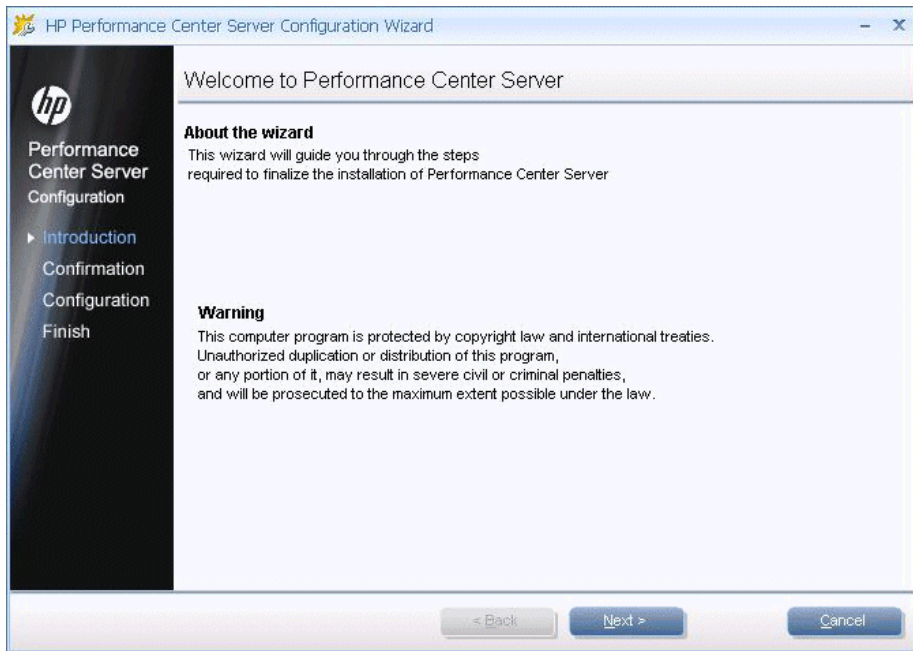 HP Performance Center Server Configuration Wizard
hp
Performance
Center Server
Configuration
Introduction
Confirmation
Configuration
Finish
Welcome to Performance Center Server
About the wizard
This wizard will guide you through the steps
required to finalize the installation of Performance Center Server
Warning
This computer program is protected by copyright law and international treaties.
Unauthorized duplication or distribution of this program,
or any portion of it, may result in severe civil or criminal penalties,
and will be prosecuted to the maximum extent possible under the law.
< Back
Next >
Cancel